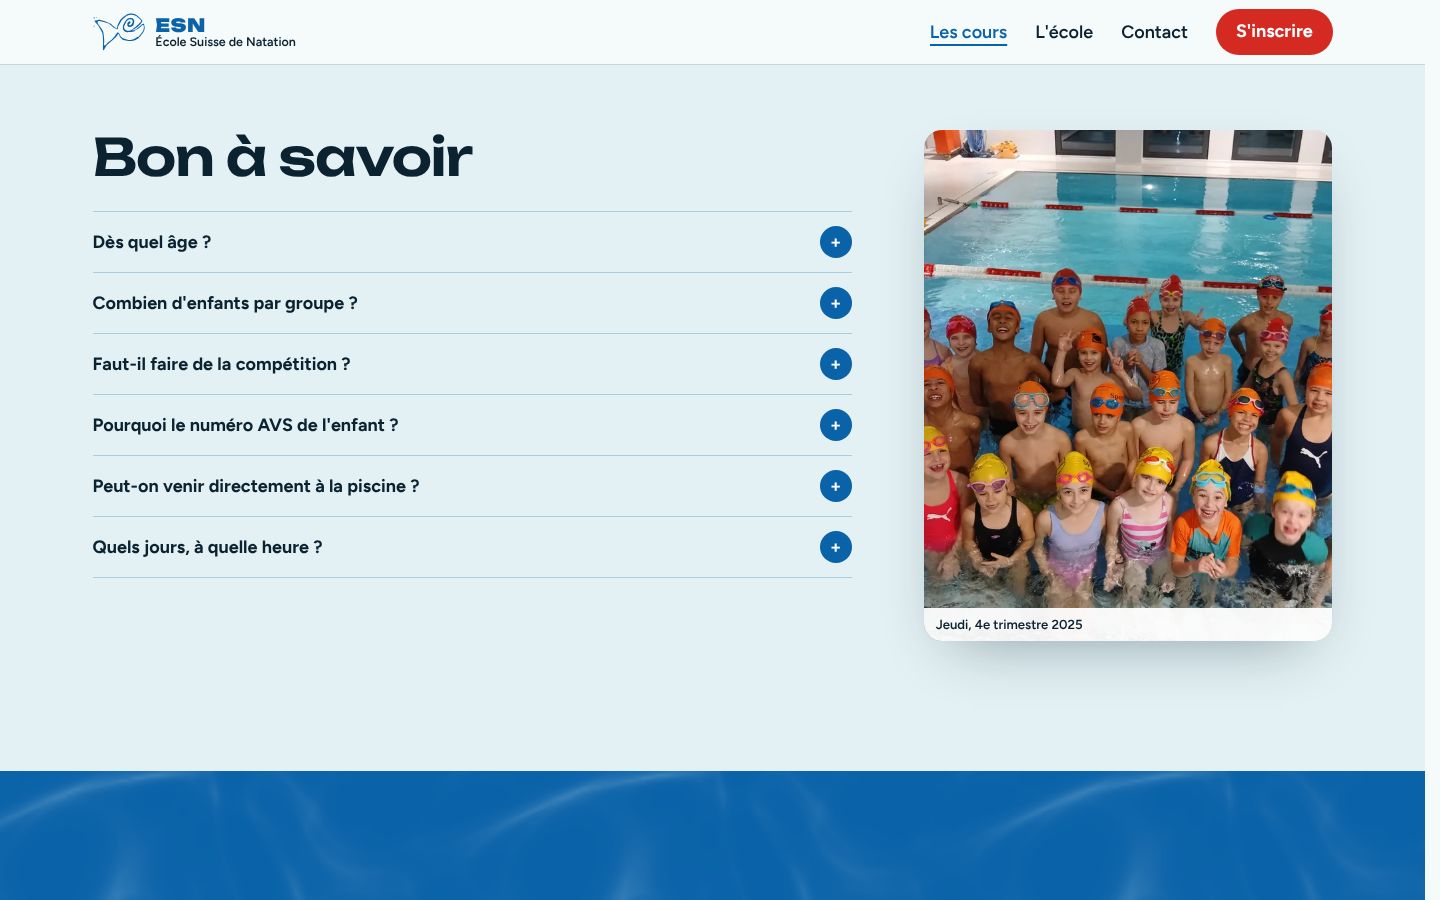 ESN
École Suisse de Natation
Les cours
L'école
Contact
S'inscrire
Bon à savoir
Dès quel âge ?
Combien d'enfants par groupe ?
Faut-il faire de la compétition ?
Pourquoi le numéro AVS de l'enfant ?
Peut-on venir directement à la piscine ?
Quels jours, à quelle heure ?
Jeudi, 4e trimestre 2025